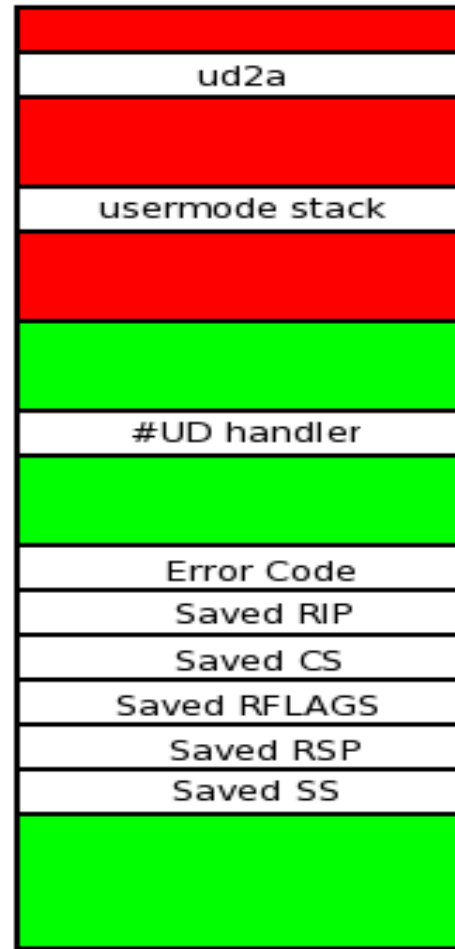 ud2a
usermode stack
#UD handler
Error Code
Saved RIP
Saved CS
Saved RFLAGS
Saved RSP
Saved SS